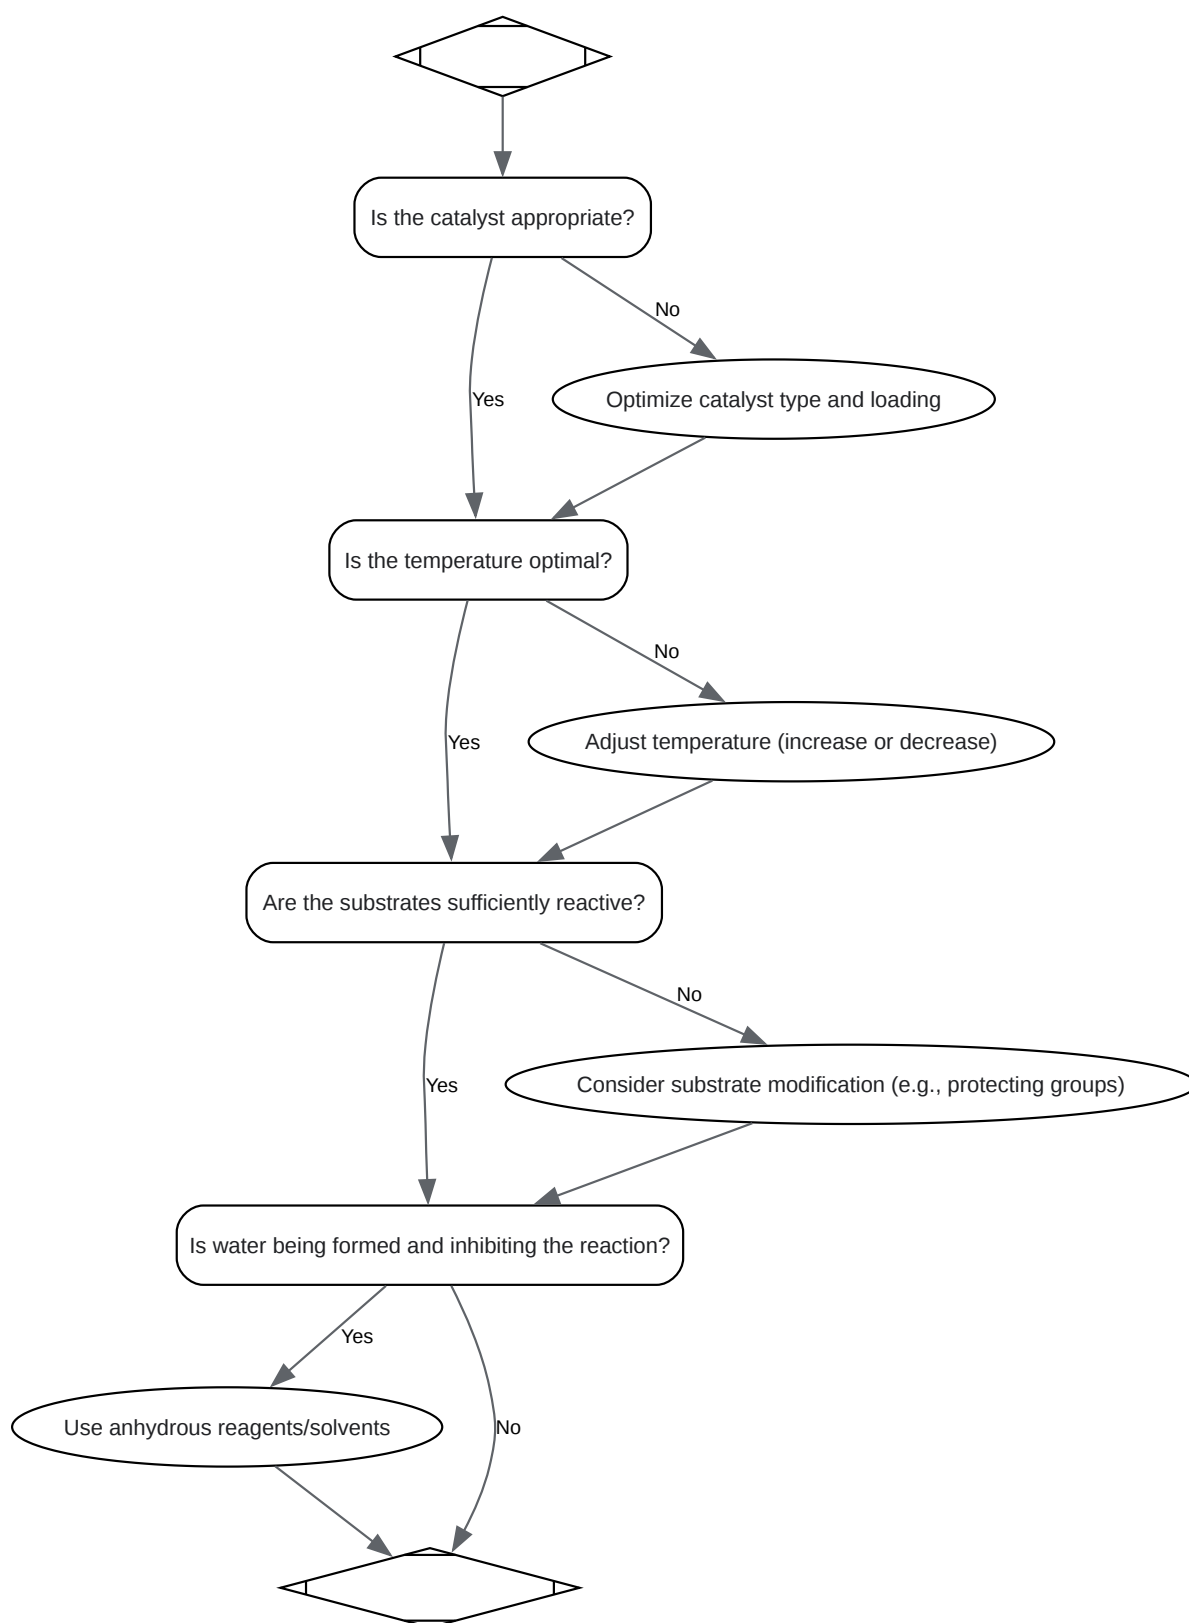 Is the catalyst appropriate?
No
Yes
Optimize catalyst type and loading
Is the temperature optimal?
No
Yes
Adjust temperature (increase or decrease)
Are the substrates sufficiently reactive?
No
Yes
Consider substrate modification (e.g., protecting groups)
Is water being formed and inhibiting the reaction?
Yes
Use anhydrous reagents/solvents
No